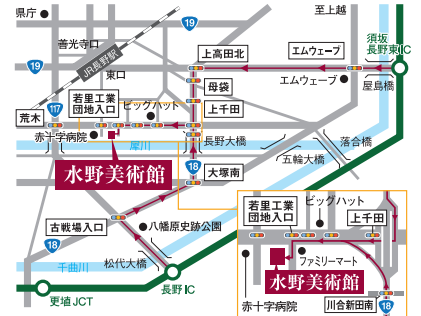 県庁
19
至上越
須坂
長野東IC
善光寺口
JR長野駅
上高田北
エムウェーブ
19
東口
母袋
エムウェーブ
屋島橋
117
若里工業
団地入口
ビッグハット
上千田
荒木
赤十字病院
犀川
長野大橋
落合橋
五輪大橋
水野美術館
18
大塚南
古戦場入口
八幡原史跡公園
18
千曲川
松代大橋
更埴JCT
長野IC
若里工業
団地入口
ビッグハット
上千田
ファミリーマート
水野美術館
赤十字病院
川合新田南
18